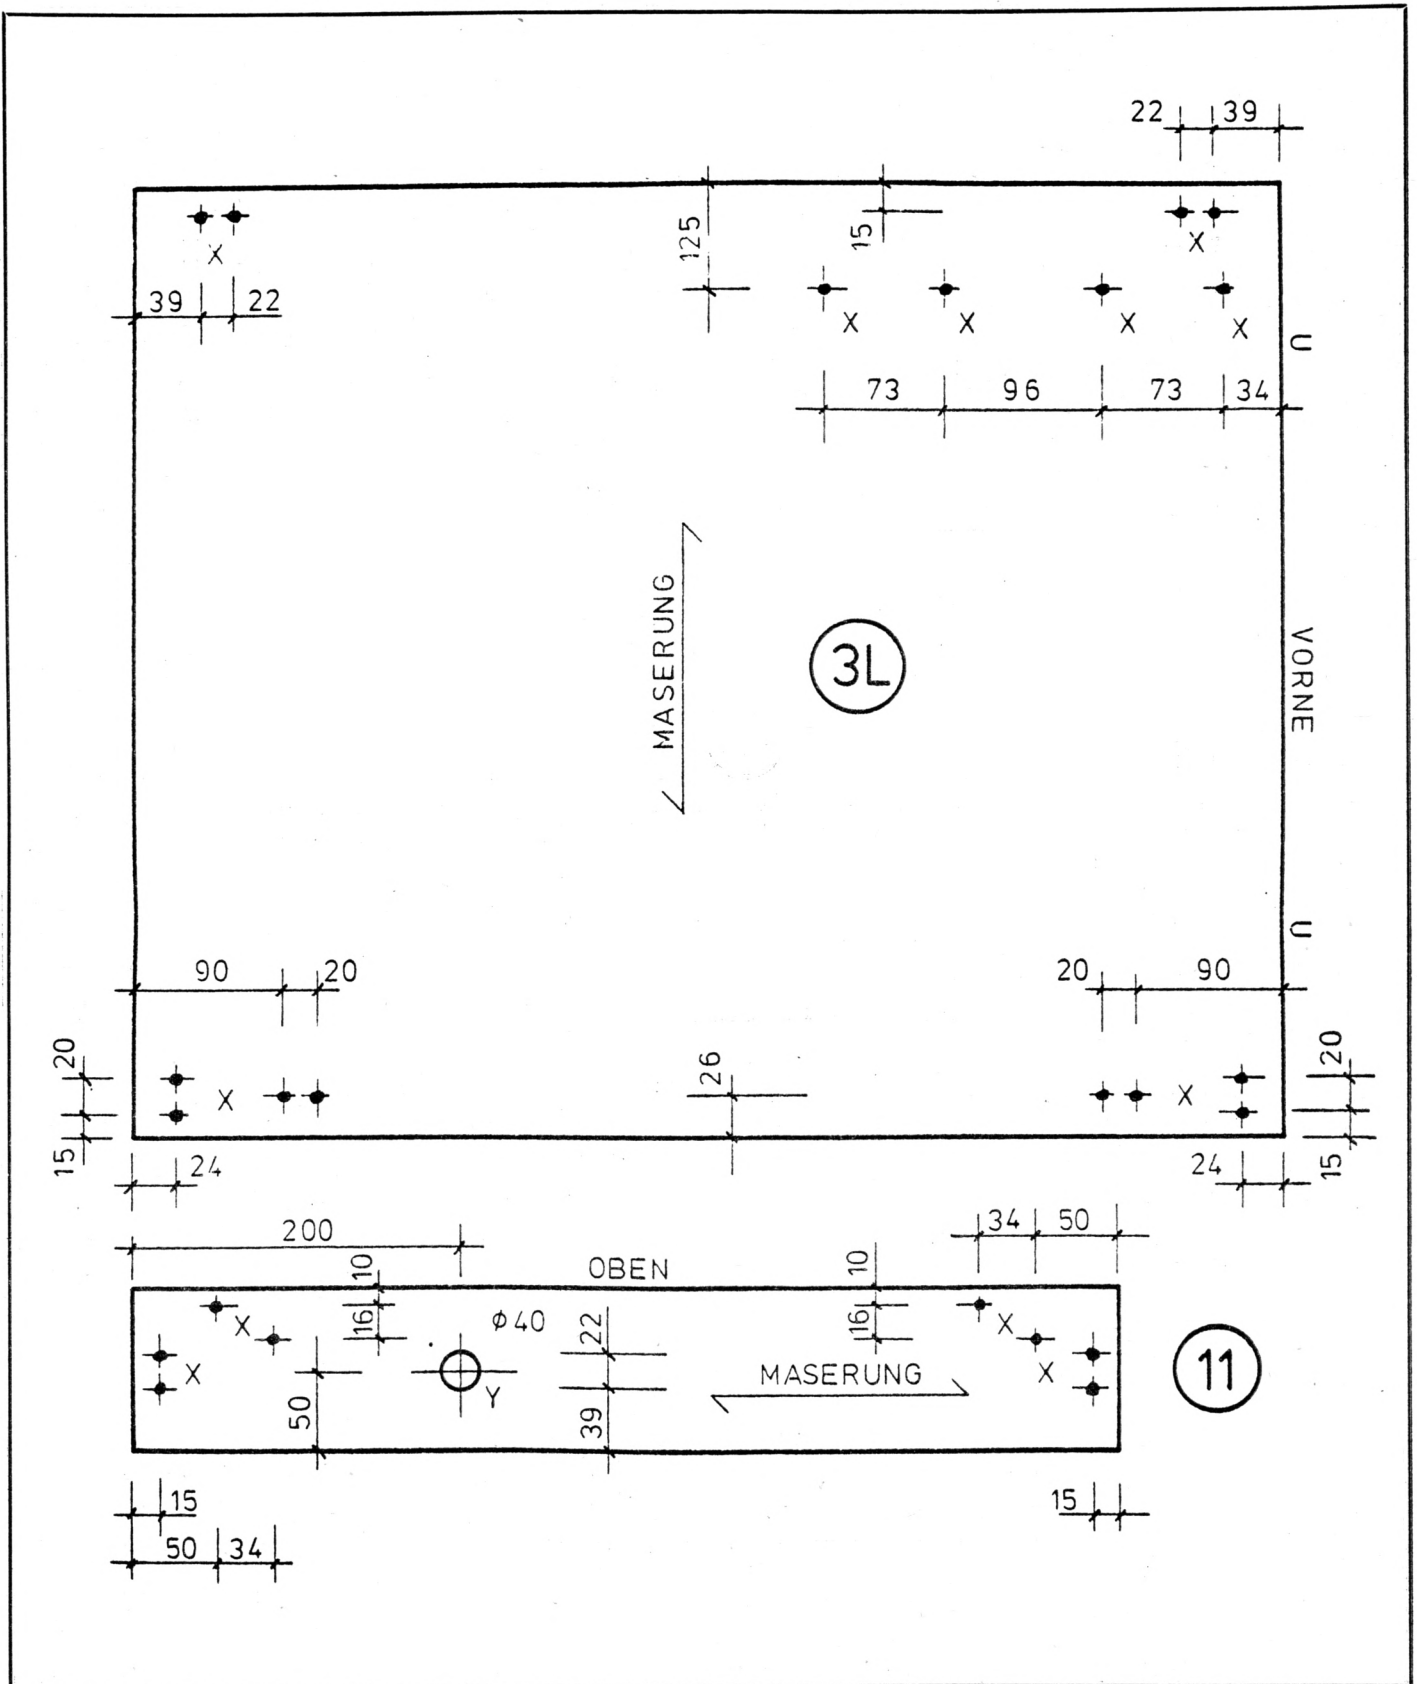 22 39
X X
125 15
39 22
X X X X
U
73 96 73 34
MASERUNG
3L
VORNE
U
90 20 20 90
20 26 20
X X
15 24 24 15
200 34 50
10 OBEN 10
X 16 Ø40 22 16 X
X MASERUNG X 11
Y
50 39
15 15
50 34